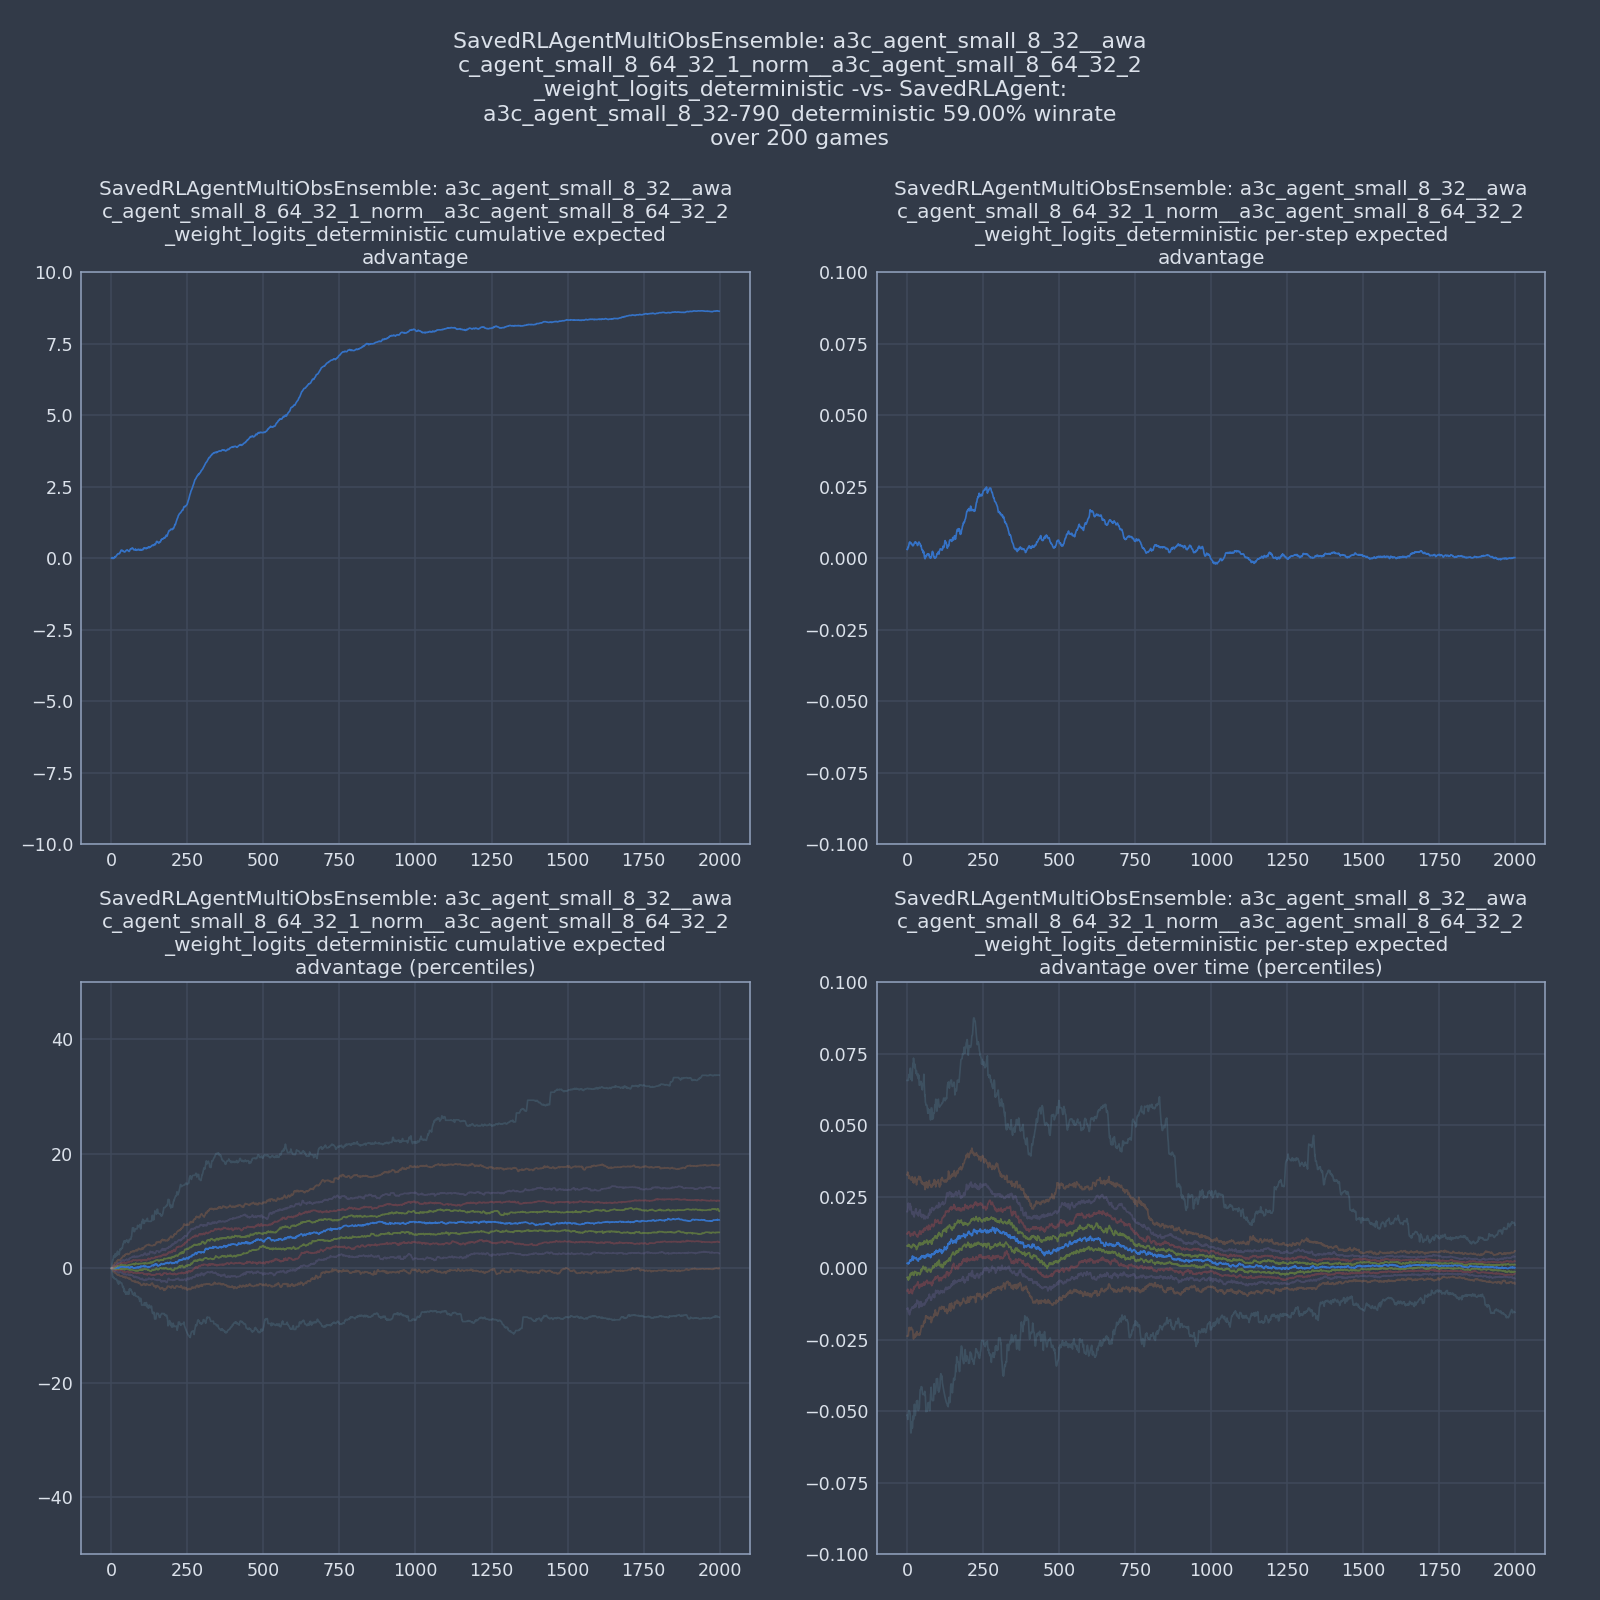 SavedRLAgentMultiObsEnsemble: a3c_agent_small_8_32__awa
c_agent_small_8_64_32_1_norm__a3c_agent_small_8_64_32_2
_weight_logits_deterministic -vs- SavedRLAgent:
a3c_agent_small_8_32-790_deterministic 59.00% winrate
over 200 games
SavedRLAgentMultiObsEnsemble: a3c_agent_small_8_32__awa
c_agent_small_8_64_32_1_norm__a3c_agent_small_8_64_32_2
_weight_logits_deterministic cumulative expected
advantage
10.0
7.5
5.0
2.5
0.0
−2.5
−5.0
−7.5
−10.0
0 250 500 750 1000 1250 1500 1750 2000
SavedRLAgentMultiObsEnsemble: a3c_agent_small_8_32__awa
c_agent_small_8_64_32_1_norm__a3c_agent_small_8_64_32_2
_weight_logits_deterministic per-step expected
advantage
0.100
0.075
0.050
0.025
0.000
−0.025
−0.050
−0.075
−0.100
0 250 500 750 1000 1250 1500 1750 2000
SavedRLAgentMultiObsEnsemble: a3c_agent_small_8_32__awa
c_agent_small_8_64_32_1_norm__a3c_agent_small_8_64_32_2
_weight_logits_deterministic cumulative expected
advantage (percentiles)
40
20
0
−20
−40
0 250 500 750 1000 1250 1500 1750 2000
SavedRLAgentMultiObsEnsemble: a3c_agent_small_8_32__awa
c_agent_small_8_64_32_1_norm__a3c_agent_small_8_64_32_2
_weight_logits_deterministic per-step expected
advantage over time (percentiles)
0.100
0.075
0.050
0.025
0.000
−0.025
−0.050
−0.075
−0.100
0 250 500 750 1000 1250 1500 1750 2000